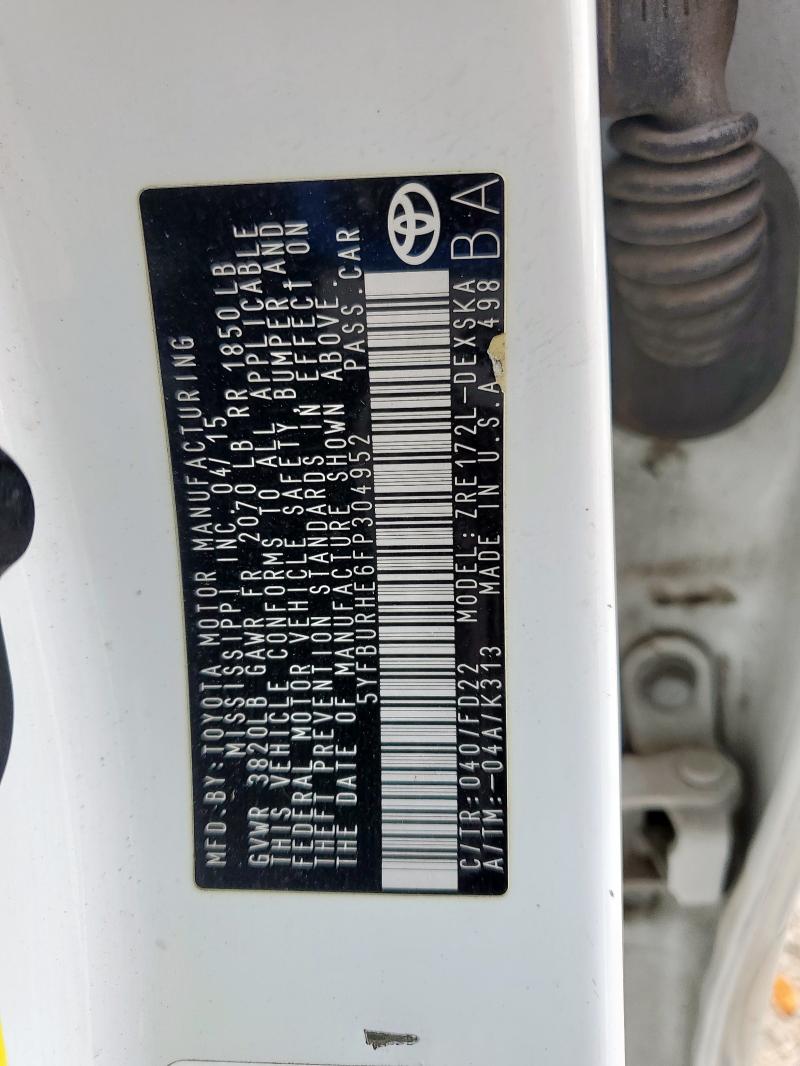 MFD.BY:TOYOTA MOTOR MANUFACTURING
MISSISSIPPI INC.04/15
GVWR 3820LB GAWR FR 2070 LB RR 1850LB
THIS VEHICLE CONFORMS TO ALL APPLICABLE
FEDERAL MOTOR VEHICLE SAFETY, BUMPER AND
THEFT PREVENTION STANDARDS IN EFFECT ON
THE DATE OF MANUFACTURE SHOWN ABOVE.
5YFBURHE6FP304952 PASS.CAR
C/TR:040/FD22 MODEL:ZRE172L-DEXSKA
A/TM:-04A/K313 MADE IN U.S.A 498
BA